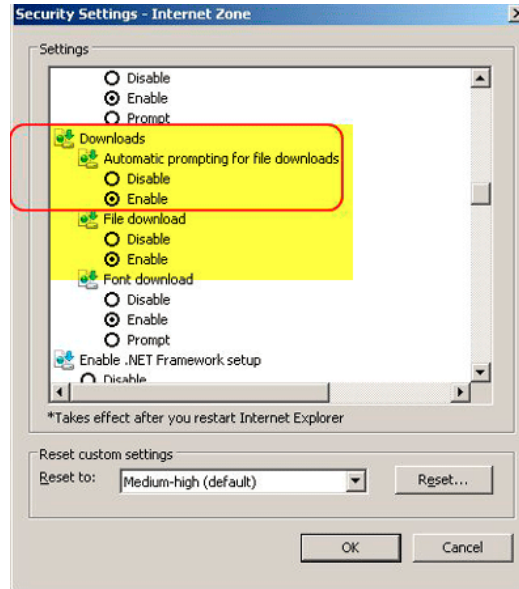 Security Settings - Internet Zone
Settings
Disable
Enable
Prompt
Downloads
Automatic prompting for file downloads
Disable
Enable
File download
Disable
Enable
Font download
Disable
Enable
Prompt
Enable .NET Framework setup
Disable
*Takes effect after you restart Internet Explorer
Reset custom settings
Reset to: Medium-high (default) Reset...
OK Cancel